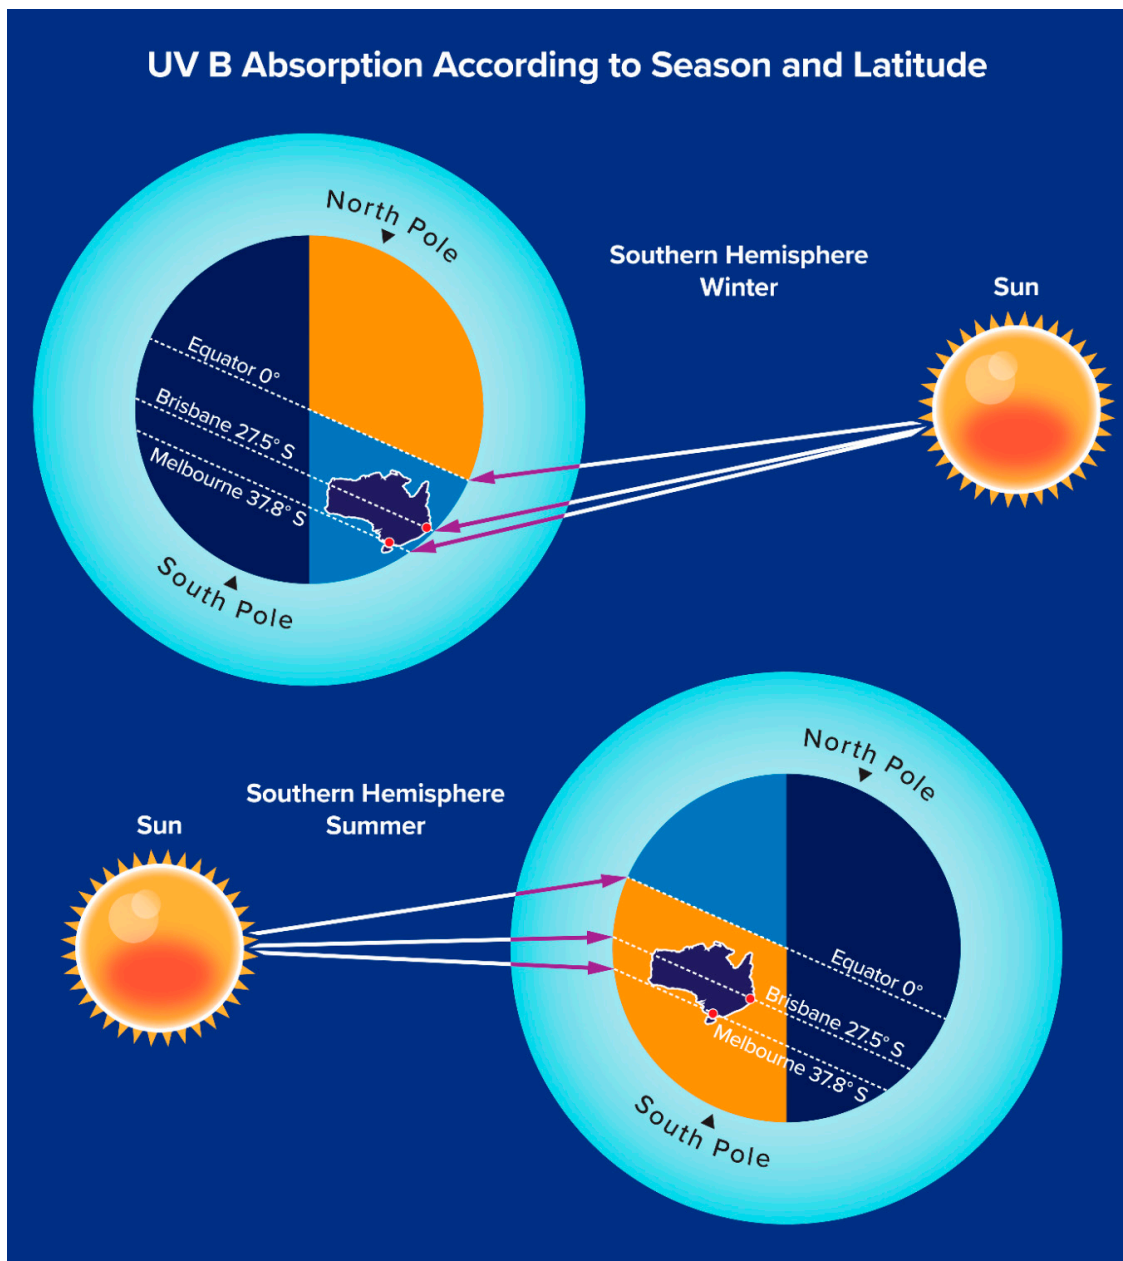 UV B Absorption According to Season and Latitude
North Pole
Southern Hemisphere
Winter
Sun
Equator 0°
Brisbane 27.5° S
Melbourne 37.8° S
South Pole
North Pole
Southern Hemisphere
Summer
Sun
Equator 0°
Brisbane 27.5° S
Melbourne 37.8° S
South Pole